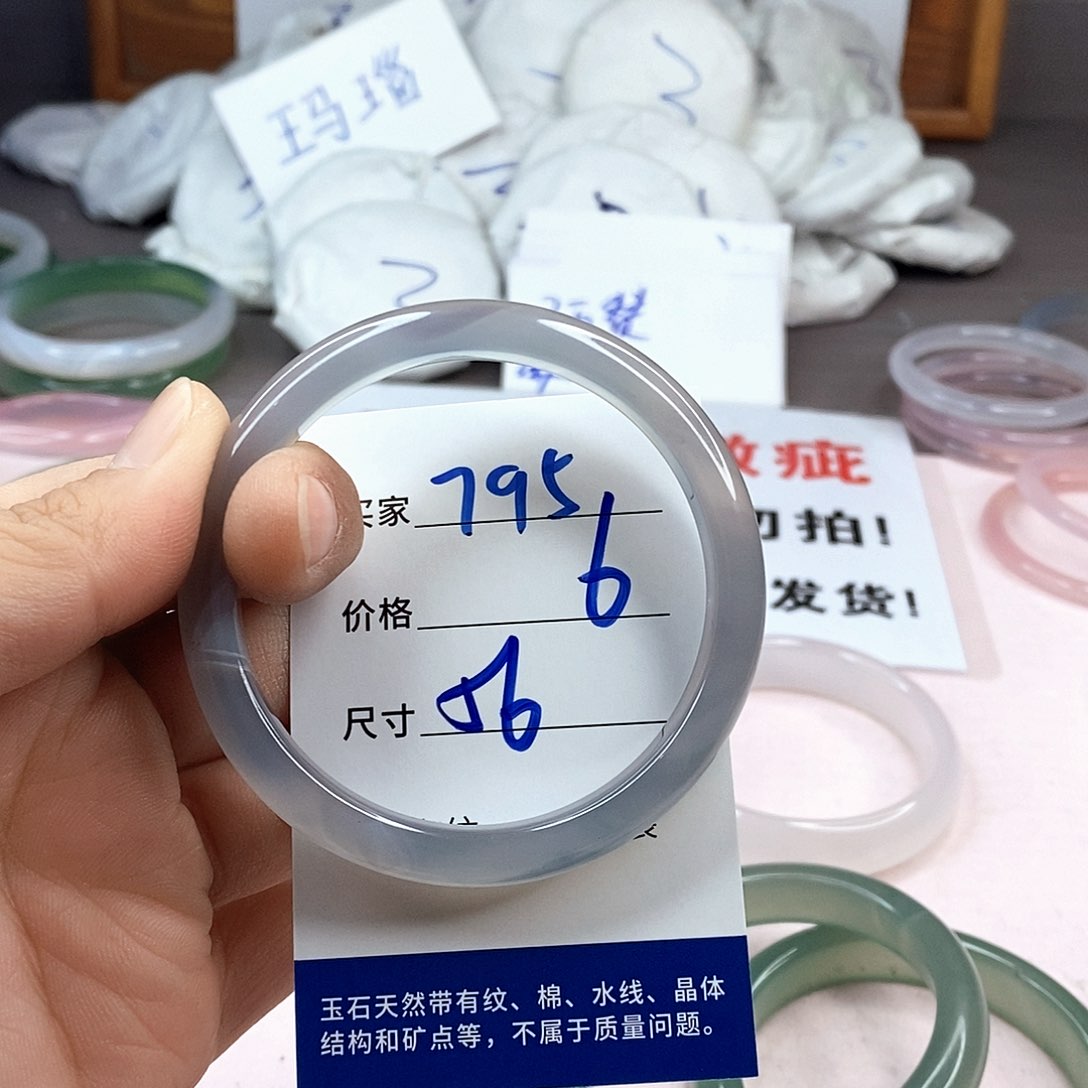 玛瑙
疵
勿拍!
发货!
买家 795
6
价格
尺寸 56
玉石天然带有纹、棉、水线、晶体
结构和矿点等，不属于质量问题。